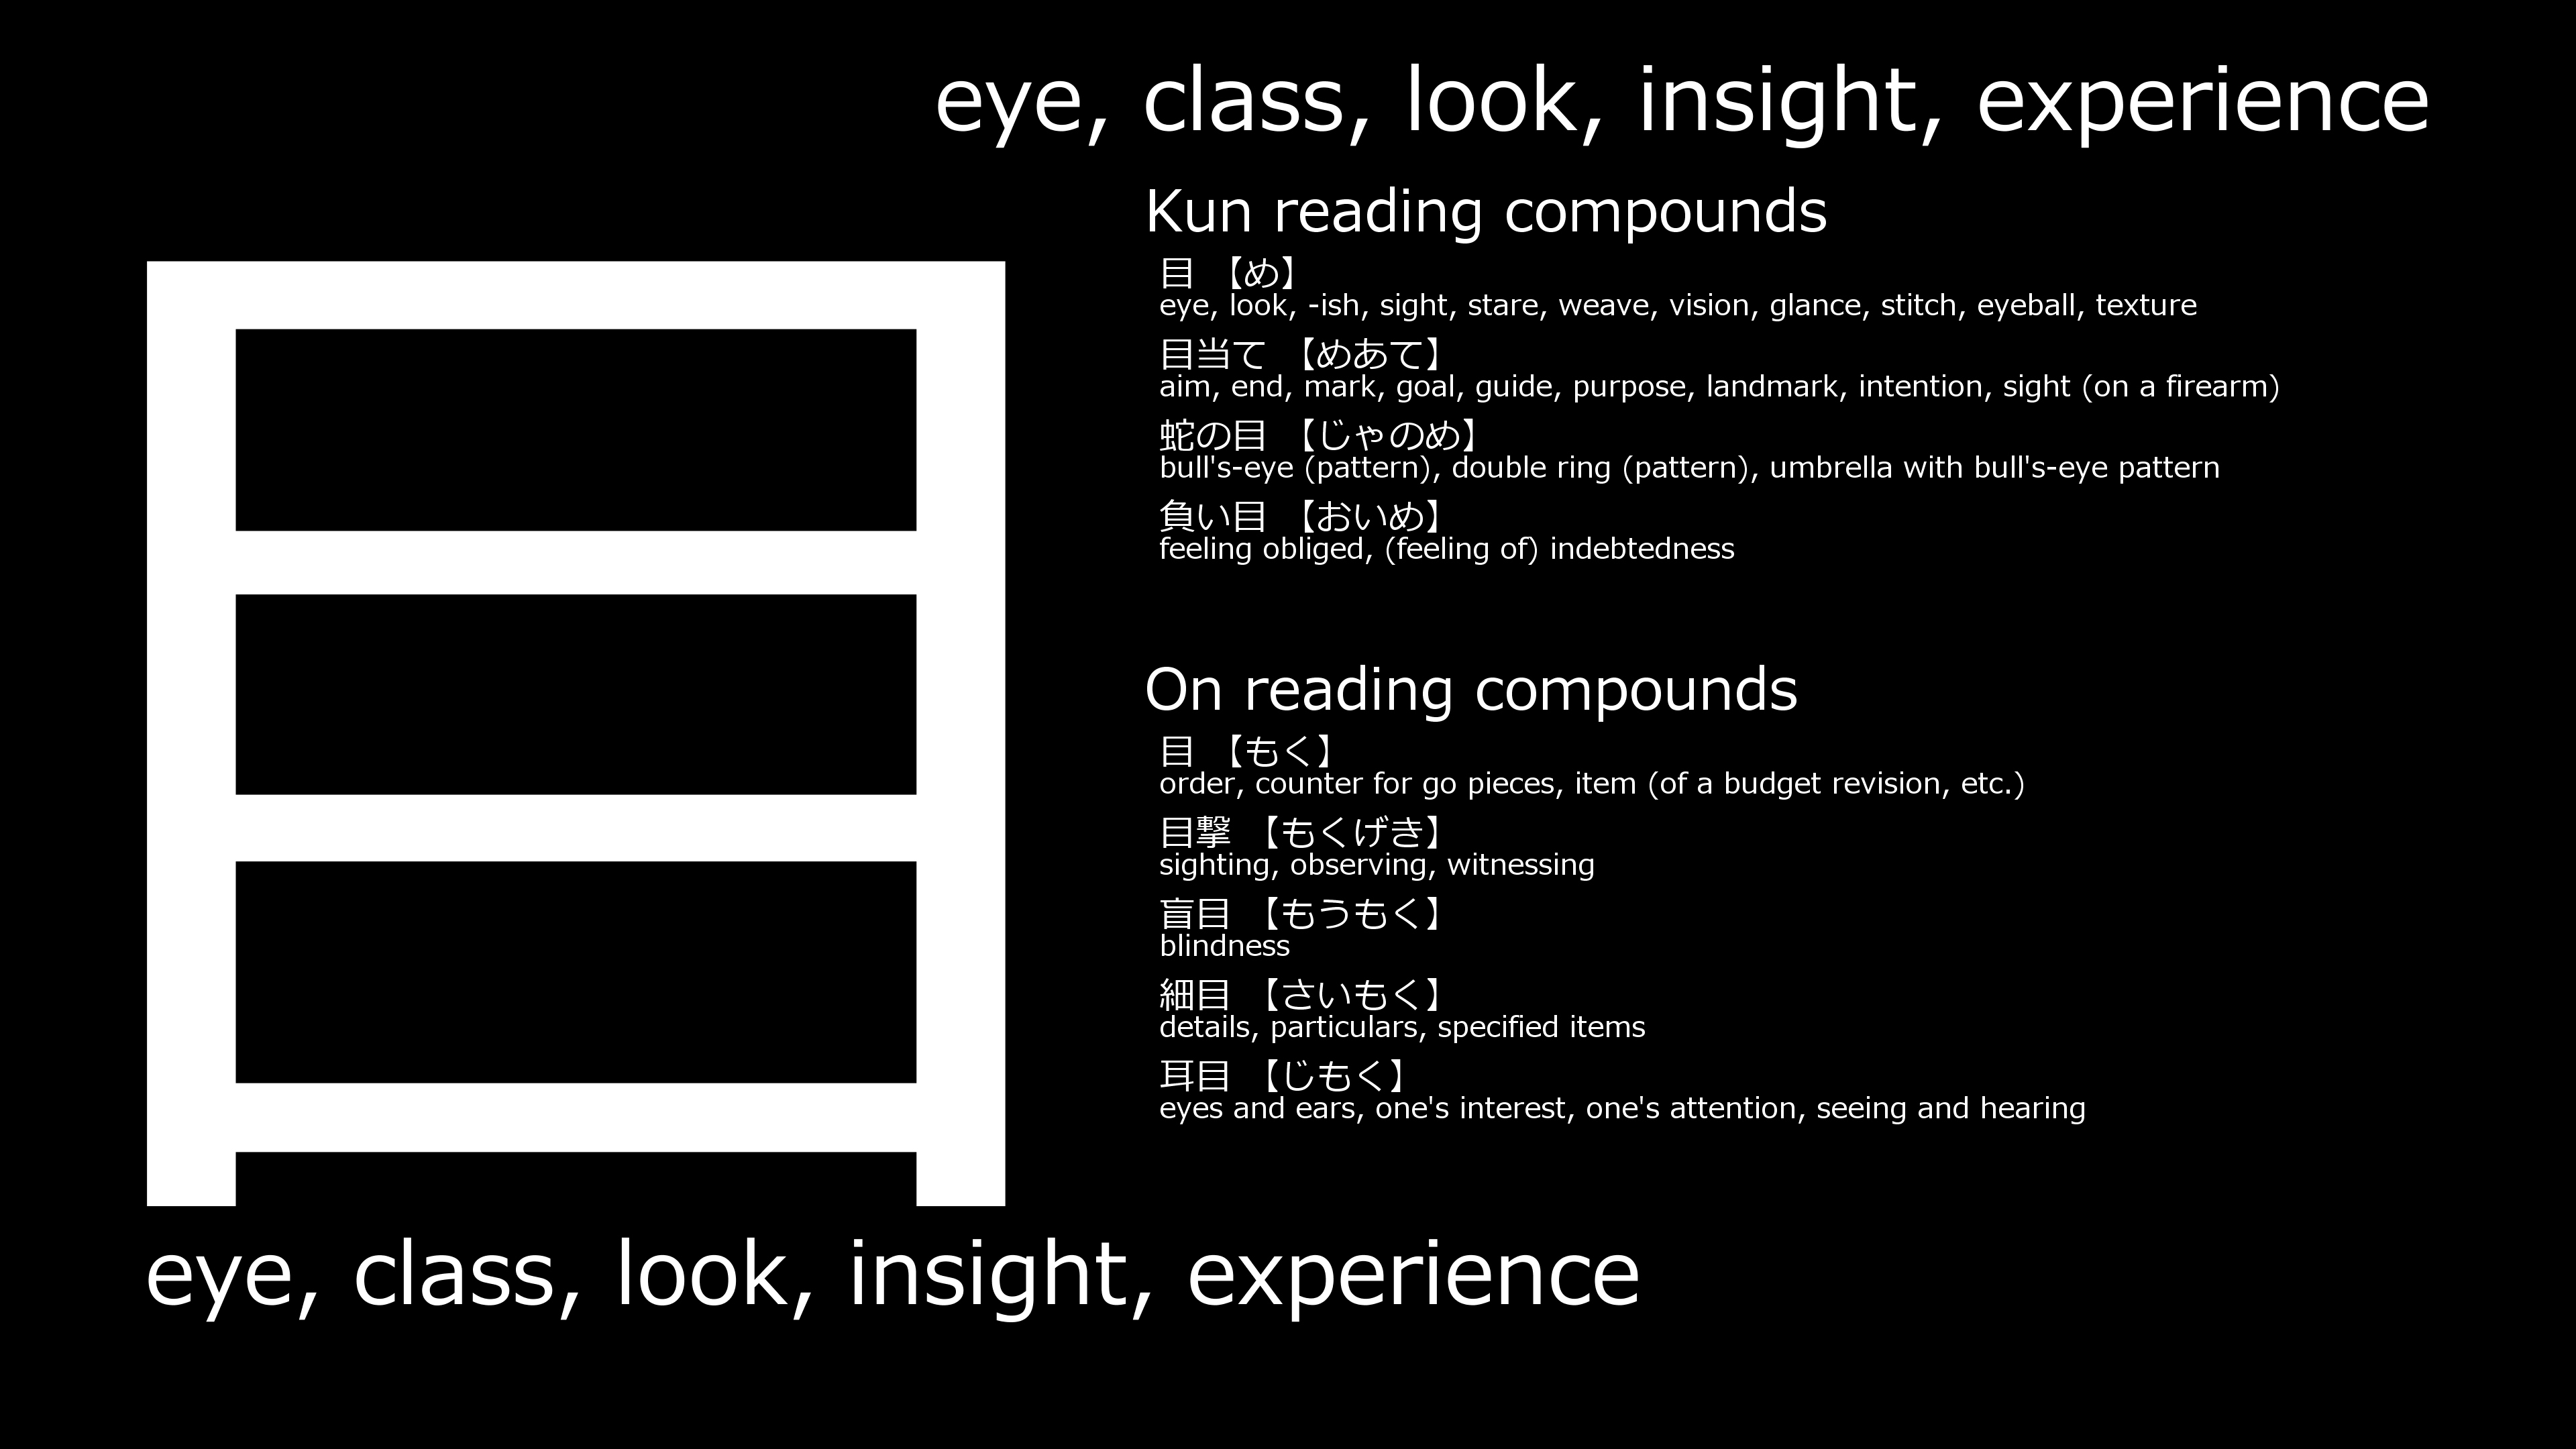 eye, class, look, insight, experience
目
Kun reading compounds
目 【め】
eye, look, -ish, sight, stare, weave, vision, glance, stitch, eyeball, texture
目当て 【めあて】
aim, end, mark, goal, guide, purpose, landmark, intention, sight (on a firearm)
蛇の目 【じゃのめ】
bull's-eye (pattern), double ring (pattern), umbrella with bull's-eye pattern
負い目 【おいめ】
feeling obliged, (feeling of) indebtedness
On reading compounds
目 【もく】
order, counter for go pieces, item (of a budget revision, etc.)
目撃 【もくげき】
sighting, observing, witnessing
盲目 【もうもく】
blindness
細目 【さいもく】
details, particulars, specified items
耳目 【じもく】
eyes and ears, one's interest, one's attention, seeing and hearing
eye, class, look, insight, experience